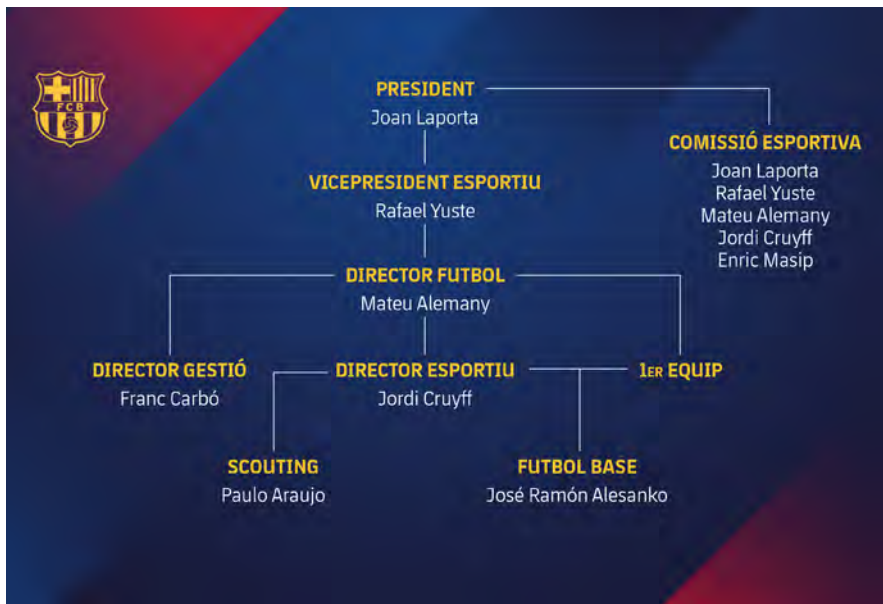 FCB
PRESIDENT
Joan Laporta
COMISSIÓ ESPORTIVA
Joan Laporta
Rafael Yuste
Mateu Alemany
Jordi Cruyff
Enric Masip
VICEPRESIDENT ESPORTIU
Rafael Yuste
DIRECTOR FUTBOL
Mateu Alemany
DIRECTOR GESTIÓ
Franc Carbó
DIRECTOR ESPORTIU
Jordi Cruyff
1ER EQUIP
SCOUTING
Paulo Araujo
FUTBOL BASE
José Ramón Alesanko